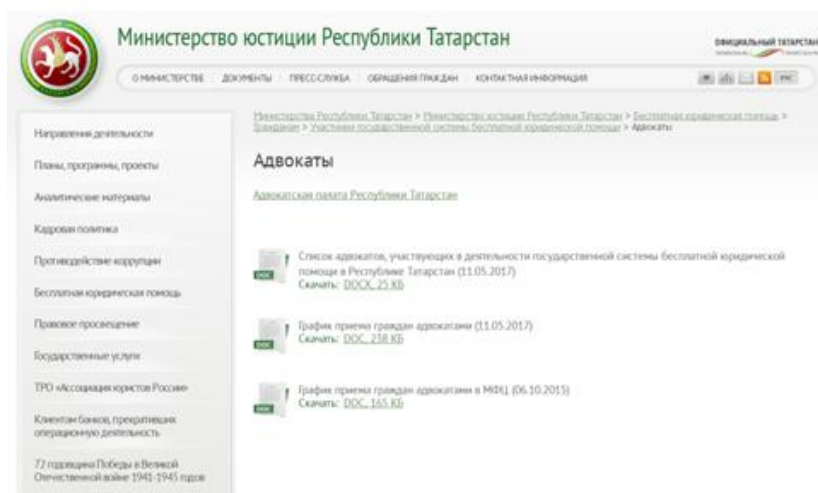 Министерство юстиции Республики Татарстан
ОФИЦИАЛЬНЫЙ ТАТАРСТАН
О МИНИСТЕРСТВЕ ДОКУМЕНТЫ ПРЕСС-СЛУЖБА ОБРАЩЕНИЯ ГРАЖДАН КОНТАКТНАЯ ИНФОРМАЦИЯ
РУС
Министерства Республики Татарстан > Министерство юстиции Республики Татарстан > Бесплатная юридическая помощь >
Гражданам > Участники государственной системы бесплатной юридической помощи > Адвокаты
Направления деятельности
Планы, программы, проекты
Аналитические материалы
Кадровая политика
Противодействие коррупции
Бесплатная юридическая помощь
Правовое просвещение
Государственные услуги
ТРО «Ассоциация юристов России»
Клиентам банков, прекративших
операционную деятельность
72 годовщина Победы в Великой
Отечественной войне 1941-1945 годов
Адвокаты
Адвокатская палата Республики Татарстан
DOC
Список адвокатов, участвующих в деятельности государственной системы бесплатной юридической
помощи в Республике Татарстан (11.05.2017)
Скачать: DOCX, 25 КБ
DOC
График приема граждан адвокатами (11.05.2017)
Скачать: DOC, 238 КБ
DOC
График приема граждан адвокатами в МФЦ (06.10.2015)
Скачать: DOC, 165 КБ